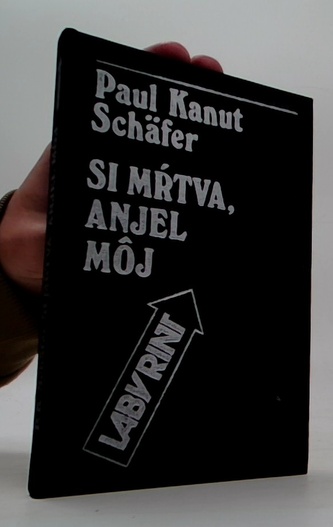 Paul Kanut
Schäfer
SI MŔTVA,
ANJEL
MÔJ
LABYRINT